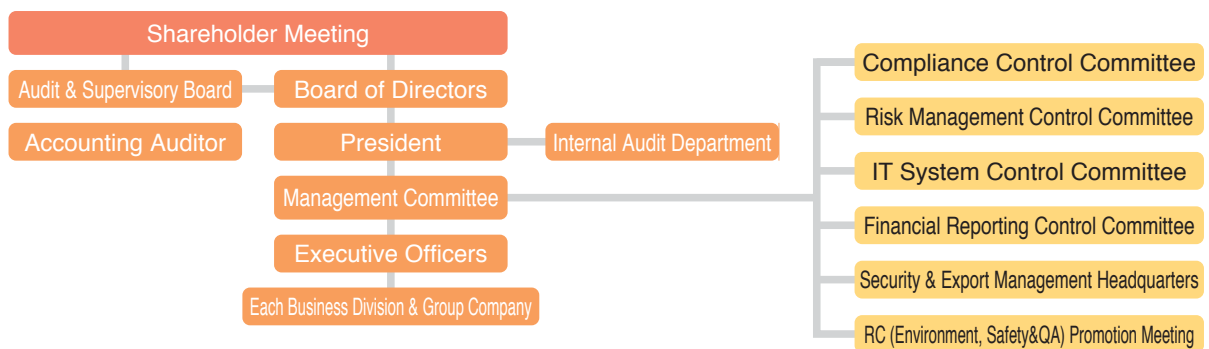 Shareholder Meeting
Audit & Supervisory Board
Board of Directors
Accounting Auditor
President
Internal Audit Department
Management Committee
Executive Officers
Each Business Division & Group Company
Compliance Control Committee
Risk Management Control Committee
IT System Control Committee
Financial Reporting Control Committee
Security & Export Management Headquarters
RC (Environment, Safety&QA) Promotion Meeting